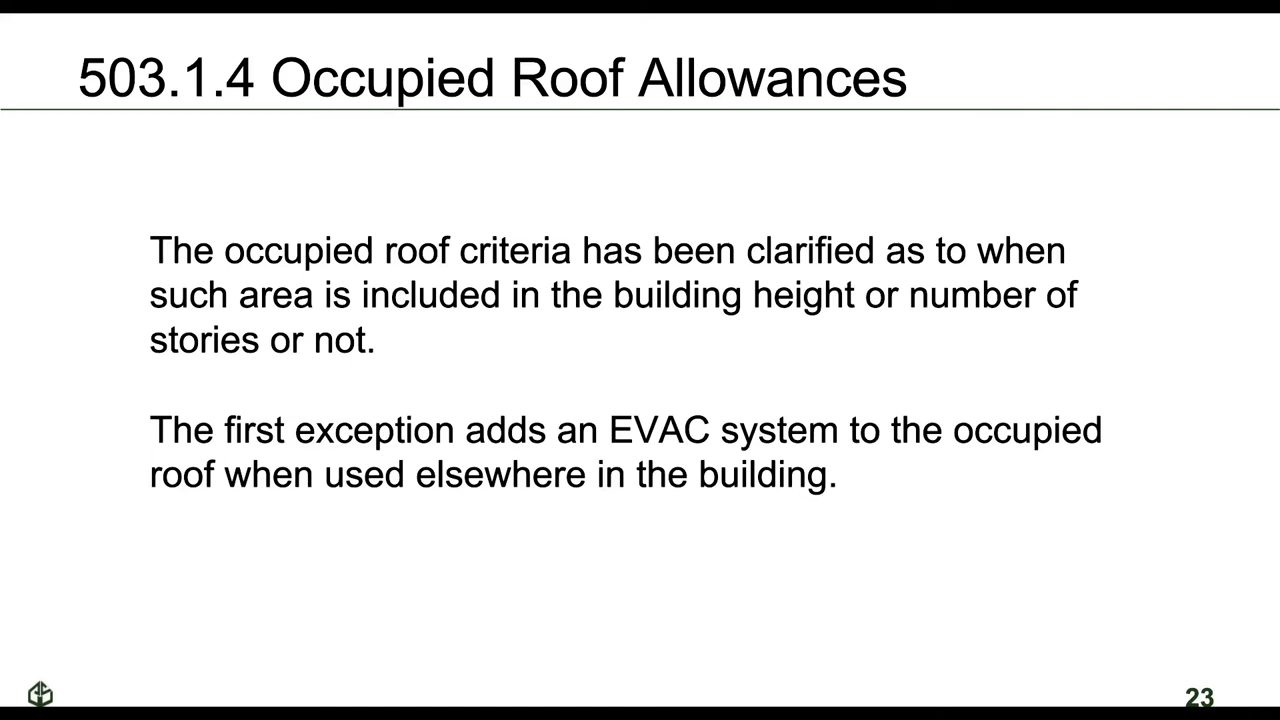 503.1.4 Occupied Roof Allowances
The occupied roof criteria has been clarified as to when
such area is included in the building height or number of
stories or not.
The first exception adds an EVAC system to the occupied
roof when used elsewhere in the building.
23